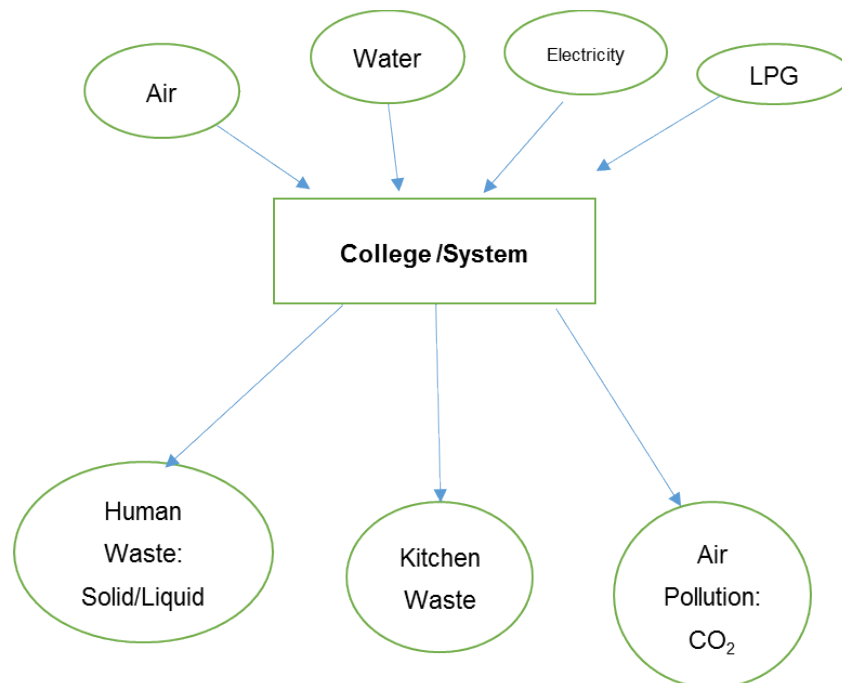 Air
Water
Electricity
LPG
College/System
Human
Waste:
Solid/Liquid
Kitchen
Waste
Air
Pollution:
CO₂